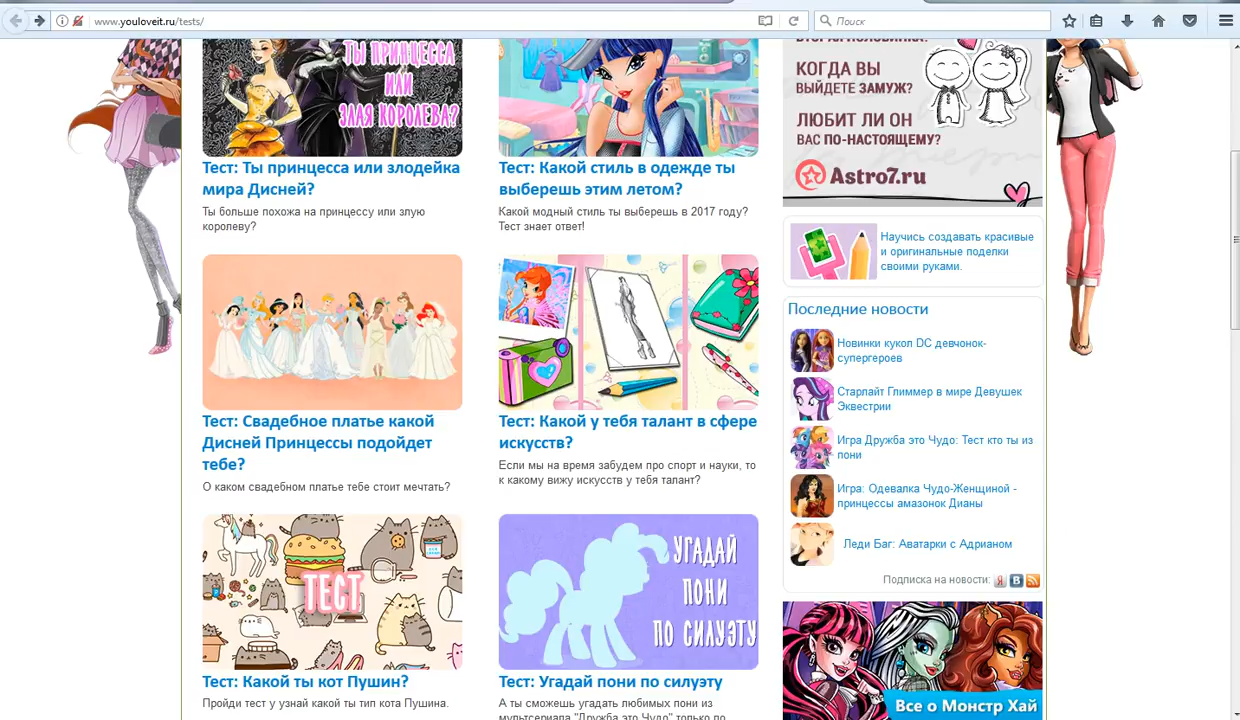 www.youloveit.ru/tests/
Поиск
ТЫ ПРИНЦЕССА
ИЛИ
ЗЛАЯ КОРОЛЕВА?
Тест: Ты принцесса или злодейка
мира Дисней?
Ты больше похожа на принцессу или злую
королеву?
Тест: Какой стиль в одежде ты
выберешь этим летом?
Какой модный стиль ты выберешь в 2017 году?
Тест знает ответ!
Тест: Свадебное платье какой
Дисней Принцессы подойдет
тебе?
О каком свадебном платье тебе стоит мечтать?
Тест: Какой у тебя талант в сфере
искусств?
Если мы на время забудем про спорт и науки, то
к какому вижу искусств у тебя талант?
ТЕСТ
Тест: Какой ты кот Пушин?
Пройди тест у узнай какой ты тип кота Пушина.
УГАДАЙ
ПОНИ
ПО СИЛУЭТУ
Тест: Угадай пони по силуэту
А ты сможешь угадать любимых пони из
мультсериала "Дружба это Чудо" только по
ВТОРАЯ ПОЛОВИНКА?
КОГДА ВЫ
ВЫЙДЕТЕ ЗАМУЖ?
ЛЮБИТ ЛИ ОН
ВАС ПО-НАСТОЯЩЕМУ?
Astro7.ru
Научись создавать красивые
и оригинальные поделки
своими руками.
Последние новости
Новинки кукол DC девчонок-
супергероев
Старлайт Глиммер в мире Девушек
Эквестрии
Игра Дружба это Чудо: Тест кто ты из
пони
Игра: Одевалка Чудо-Женщиной -
принцессы амазонок Дианы
Леди Баг: Аватарки с Адрианом
Подписка на новости:
Все о Монстр Хай